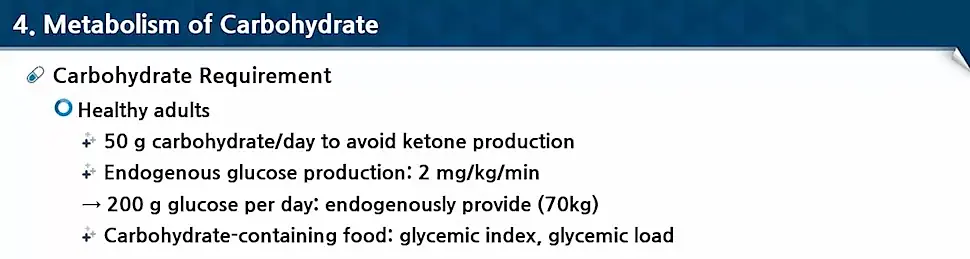 4. Metabolism of Carbohydrate
Carbohydrate Requirement
Healthy adults
50 g carbohydrate/day to avoid ketone production
Endogenous glucose production: 2 mg/kg/min
→ 200 g glucose per day: endogenously provide (70kg)
Carbohydrate-containing food: glycemic index, glycemic load